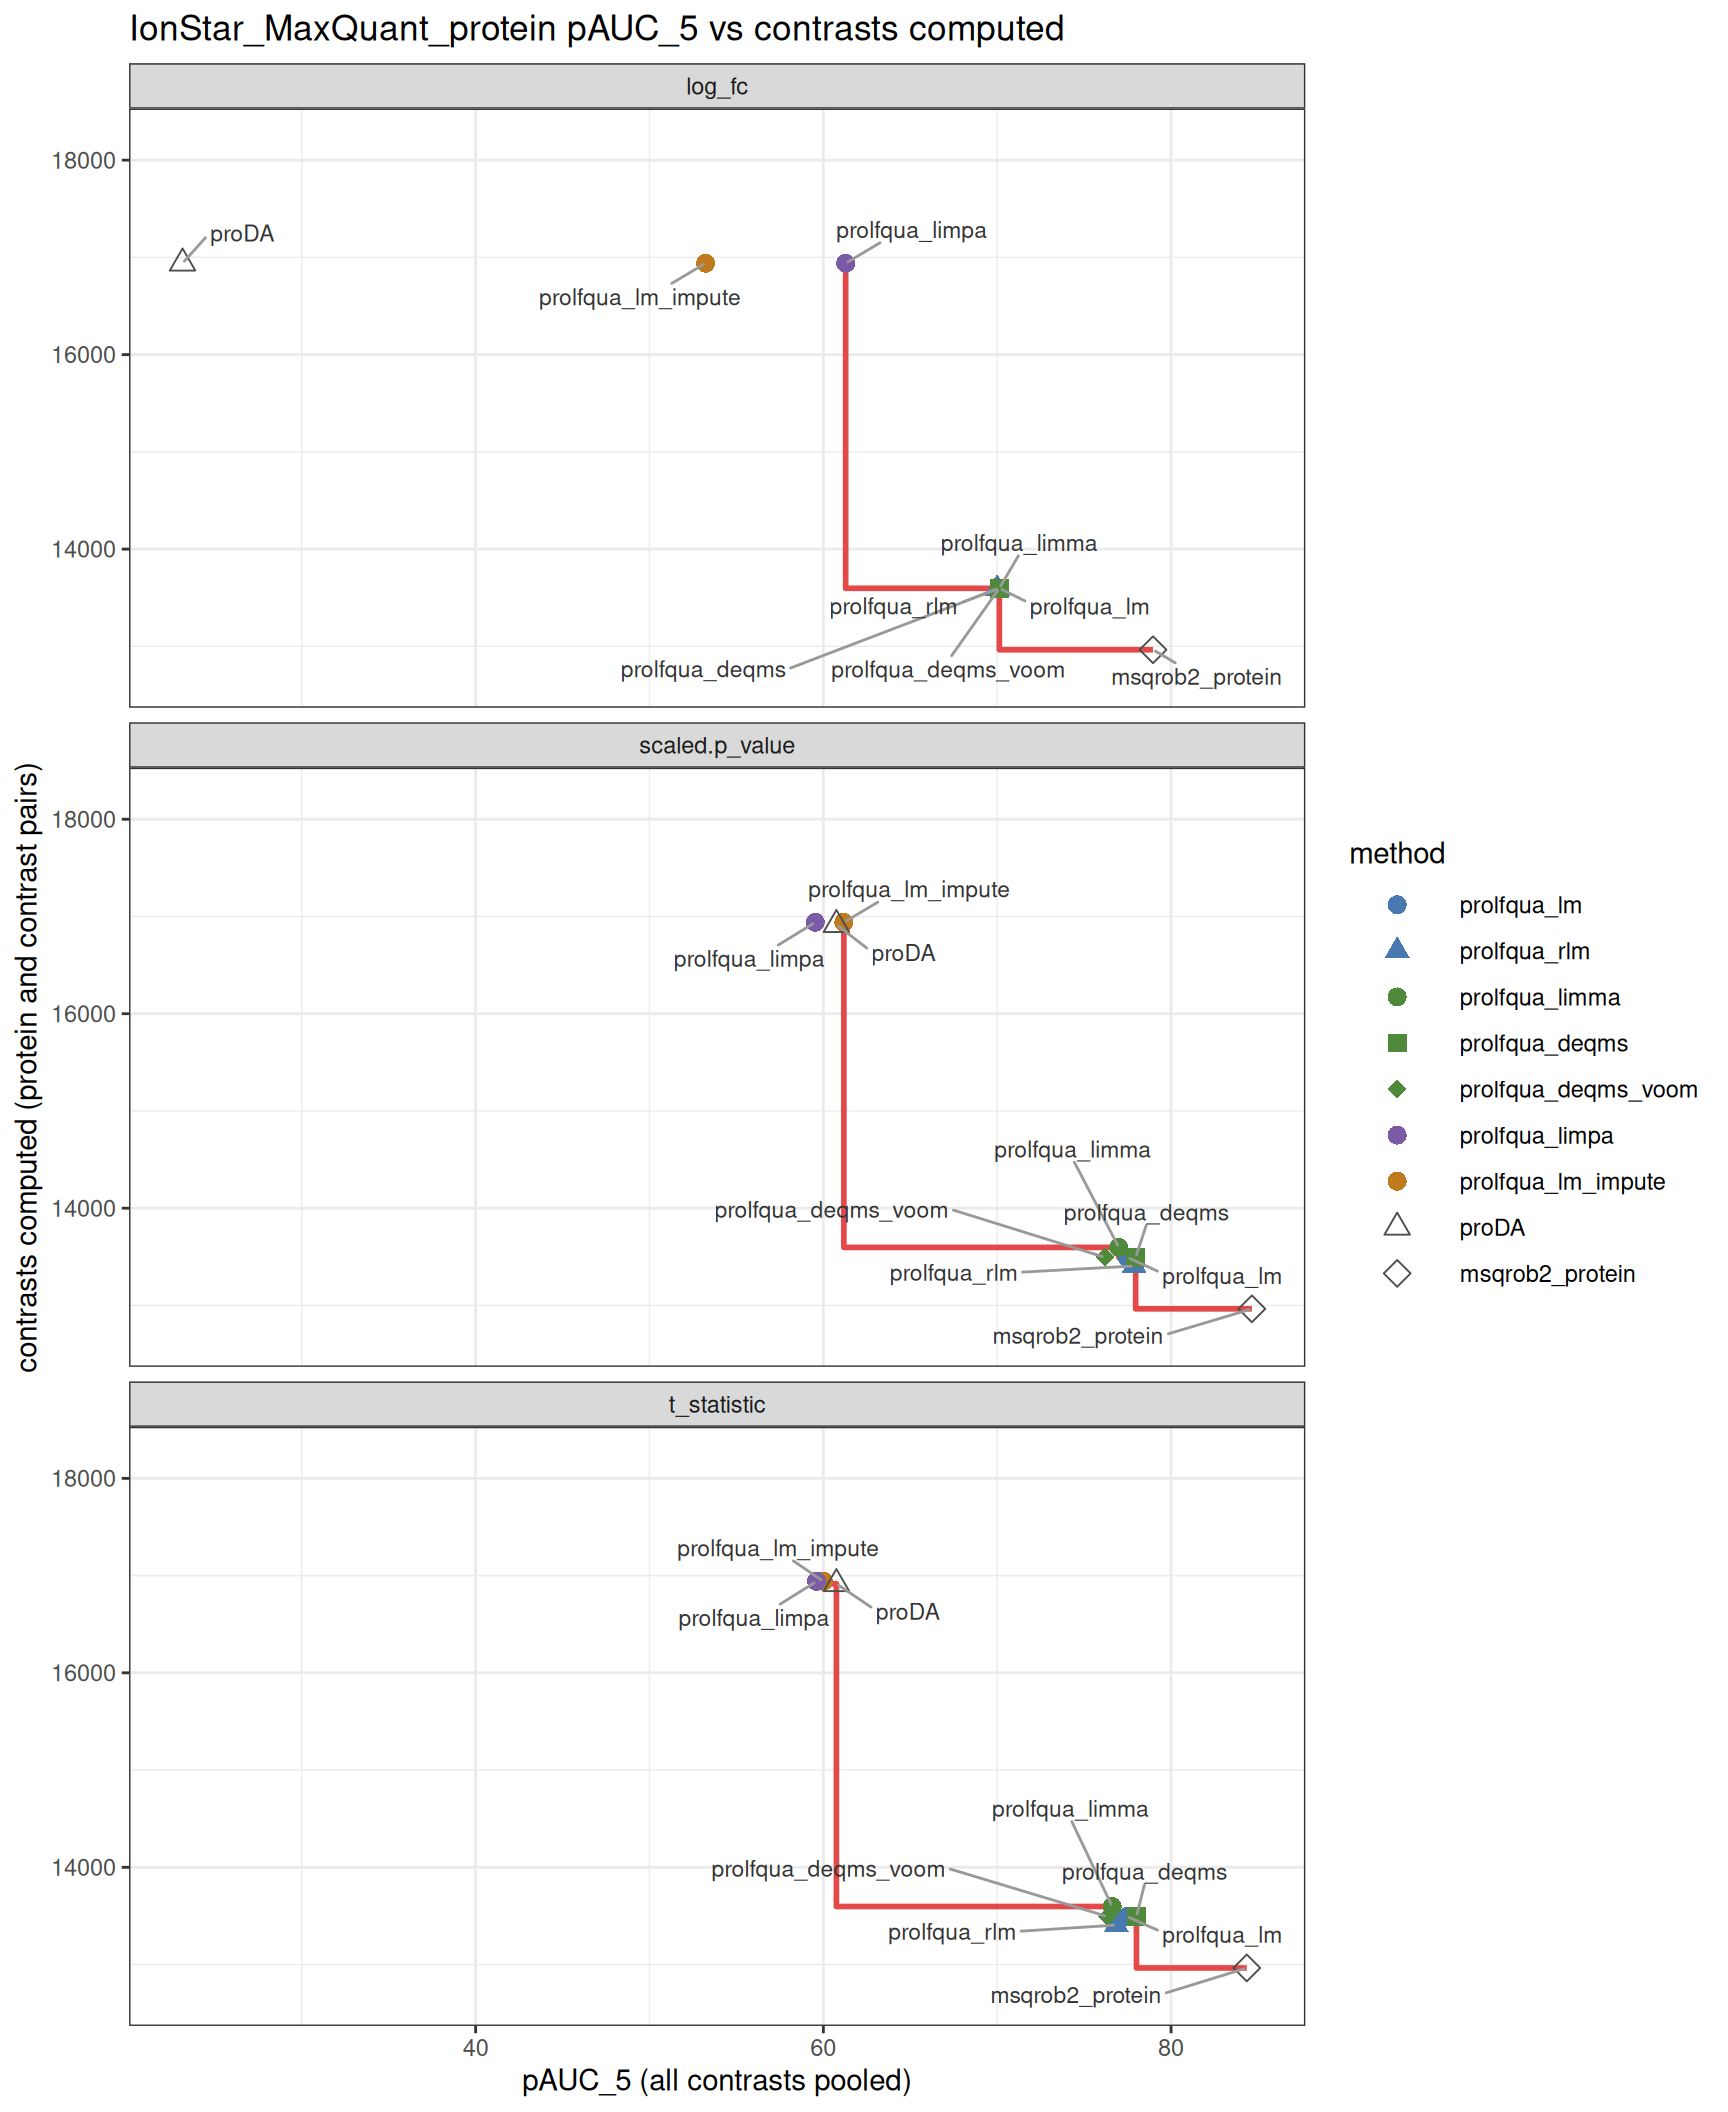 IonStar_MaxQuant_protein pAUC_5 vs contrasts computed
log_fc
18000
16000
14000
proDA
prolfqua_limpa
prolfqua_lm_impute
prolfqua_limma
prolfqua_rlm
prolfqua_lm
prolfqua_deqms
prolfqua_deqms_voom
msqrob2_protein
scaled.p_value
18000
16000
14000
prolfqua_lm_impute
prolfqua_limpa
proDA
prolfqua_limma
prolfqua_deqms_voom
prolfqua_deqms
prolfqua_rlm
prolfqua_lm
msqrob2_protein
t_statistic
18000
16000
14000
prolfqua_lm_impute
prolfqua_limpa
proDA
prolfqua_limma
prolfqua_deqms_voom
prolfqua_deqms
prolfqua_rlm
prolfqua_lm
msqrob2_protein
40
60
80
pAUC_5 (all contrasts pooled)
contrasts computed (protein and contrast pairs)
method
prolfqua_lm
prolfqua_rlm
prolfqua_limma
prolfqua_deqms
prolfqua_deqms_voom
prolfqua_limpa
prolfqua_lm_impute
proDA
msqrob2_protein